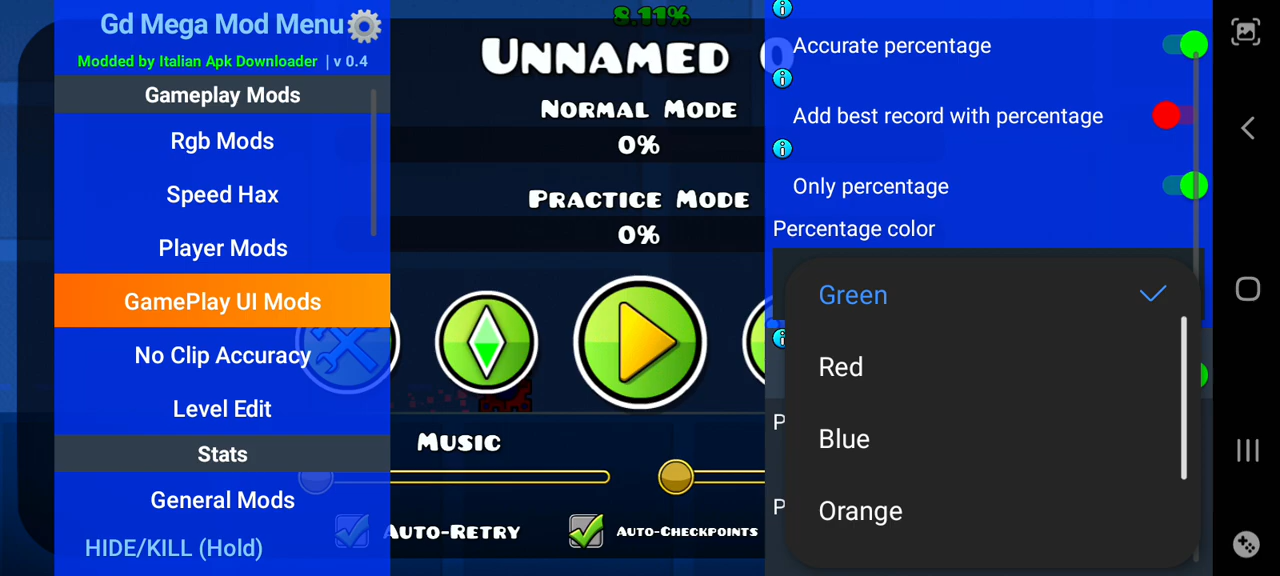 Gd Mega Mod Menu
Modded by Italian Apk Downloader | v 0.4
Gameplay Mods
Rgb Mods
Speed Hax
Player Mods
GamePlay UI Mods
No Clip Accuracy
Level Edit
Stats
General Mods
HIDE/KILL (Hold)
8.11%
Unnamed 0
Normal Mode
0%
Practice Mode
0%
Music
Auto-Retry
Auto-Checkpoints
Accurate percentage
Add best record with percentage
Only percentage
Percentage color
Green
Red
Blue
Orange
P
P